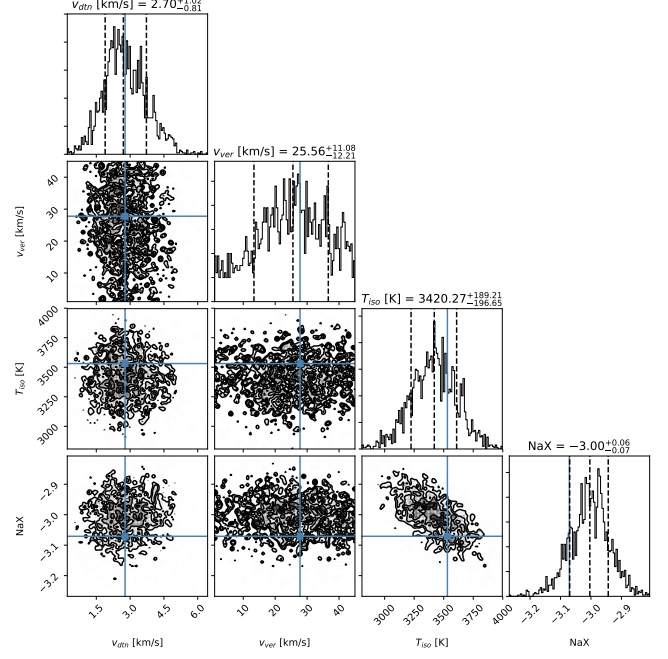 v_dtn [km/s] = 2.70 +1.02 −0.81
v_ver [km/s] = 25.56 +11.08 −12.21
40
30
20
10
v_ver [km/s]
T_iso [K] = 3420.27 +189.21 −196.65
4000
3750
3500
3250
3000
T_iso [K]
NaX = −3.00 +0.06 −0.07
−2.9
−3.0
−3.1
−3.2
NaX
1.5 3.0 4.5 6.0
10 20 30 40
3000 3250 3500 3750 4000
−3.2 −3.1 −3.0 −2.9
v_dtn [km/s] v_ver [km/s] T_iso [K] NaX